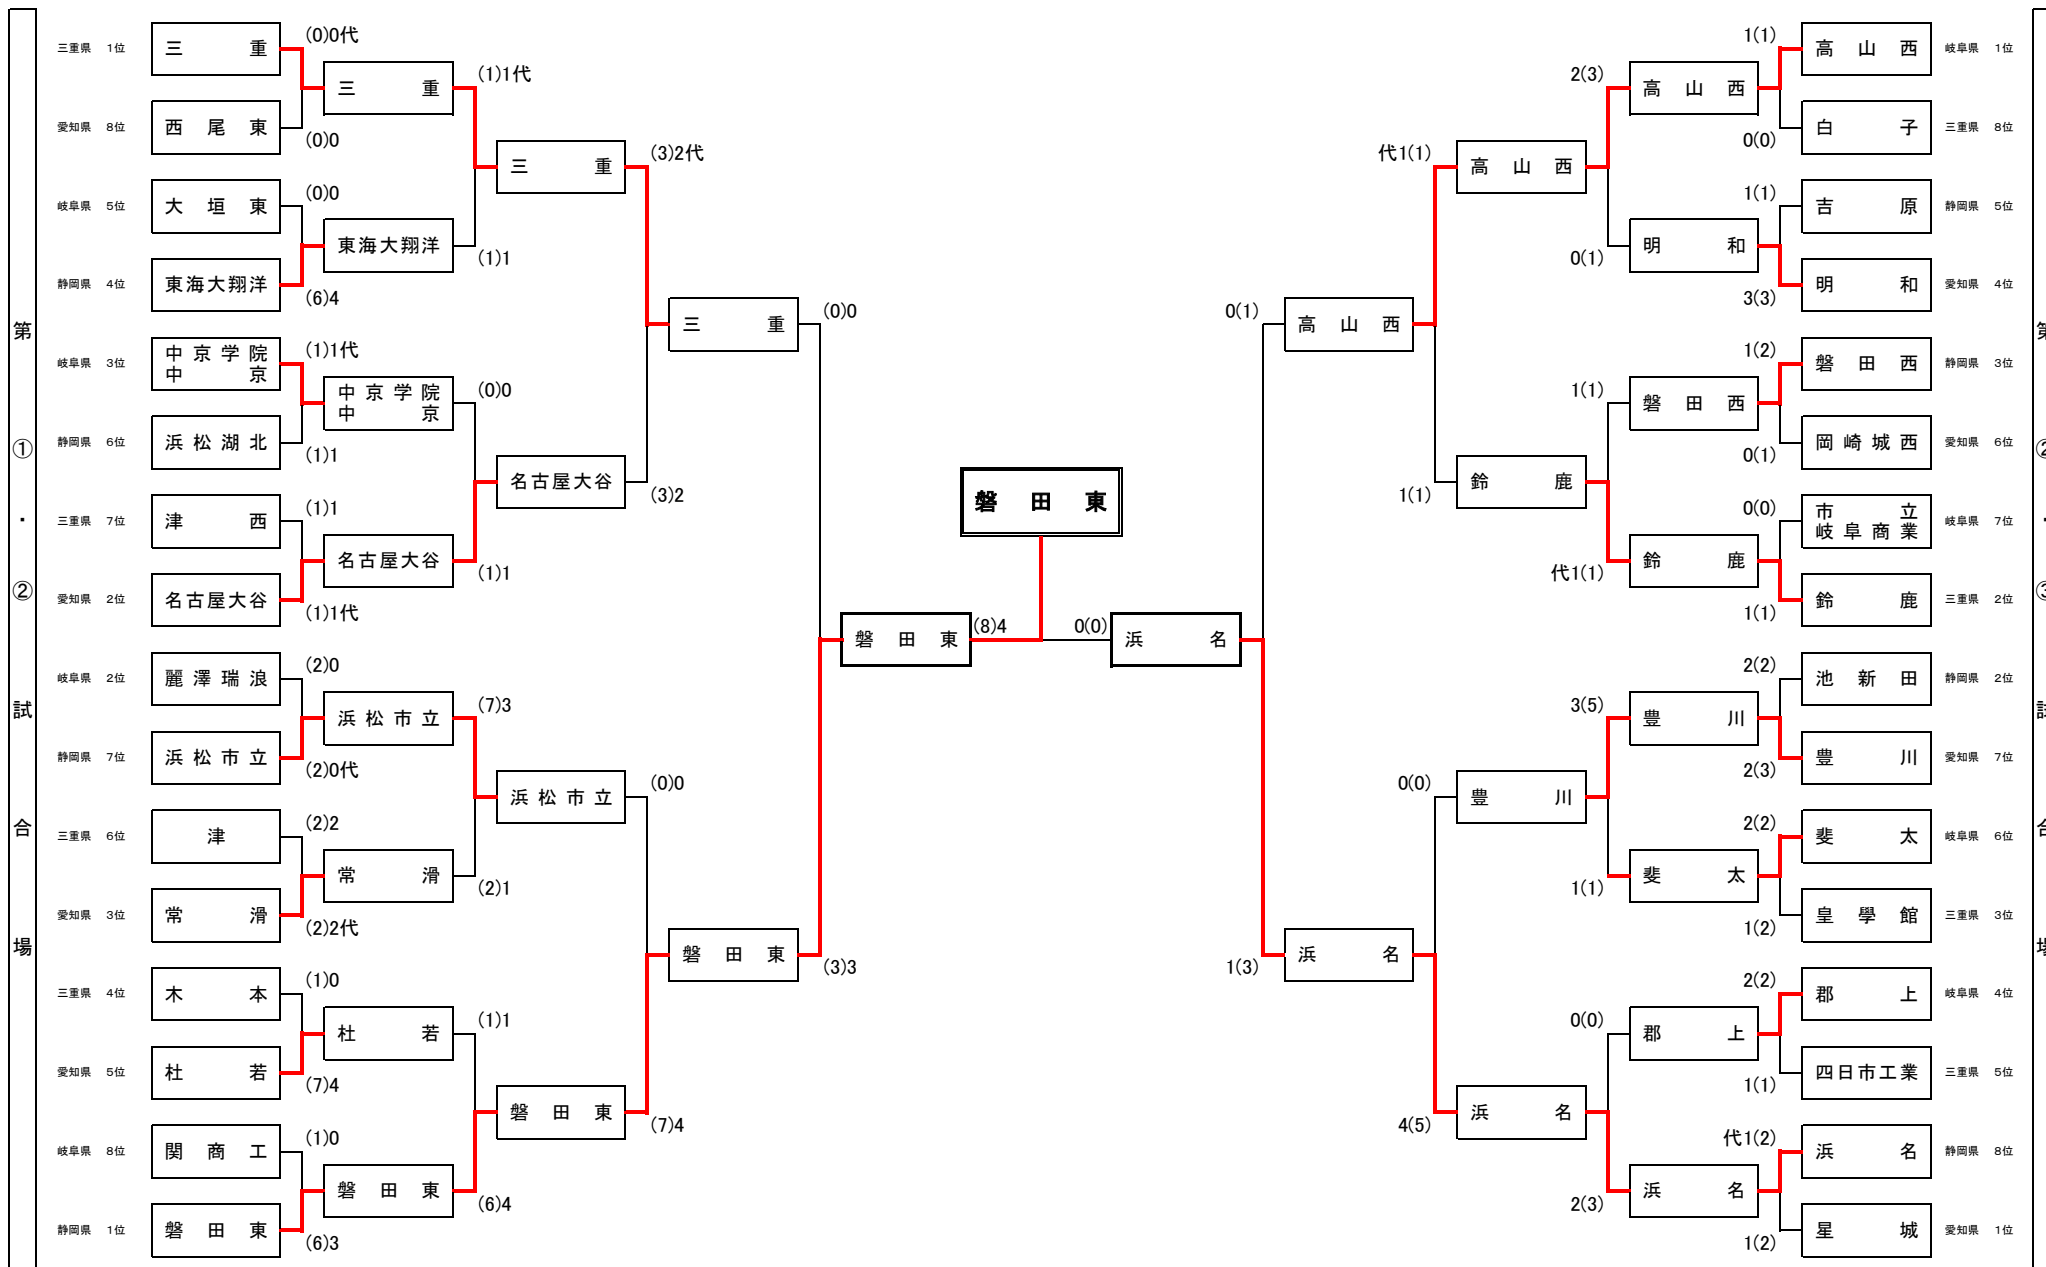 第①・②試合場
三重県 1位 三重 (0)0代
愛知県 8位 西尾東 (0)0
岐阜県 5位 大垣東 (0)0
静岡県 4位 東海大翔洋 (6)4
岐阜県 3位 中京学院
中京 (1)1代
静岡県 6位 浜松湖北 (1)1
三重県 7位 津西 (1)1
愛知県 2位 名古屋大谷 (1)1代
岐阜県 2位 麗澤瑞浪 (2)0
静岡県 7位 浜松市立 (2)0代
三重県 6位 津 (2)2
愛知県 3位 常滑 (2)2代
三重県 4位 木本 (1)0
愛知県 5位 杜若 (7)4
岐阜県 8位 関商工 (1)0
静岡県 1位 磐田東 (6)3
三重 (1)1代
東海大翔洋 (1)1
中京学院
中京 (0)0
名古屋大谷 (1)1
浜松市立 (7)3
常滑 (2)1
杜若 (1)1
磐田東 (6)4
三重 (3)2代
名古屋大谷 (3)2
浜松市立 (0)0
磐田東 (7)4
三重 (0)0
磐田東 (3)3
磐田東 (8)4
磐田東
0(0) 浜名
0(1) 高山西
1(3) 浜名
代1(1) 高山西
1(1) 鈴鹿
0(0) 豊川
4(5) 浜名
2(3) 高山西
0(1) 明和
1(1) 磐田西
代1(1) 鈴鹿
3(5) 豊川
1(1) 斐太
0(0) 郡上
2(3) 浜名
1(1) 高山西 岐阜県 1位
0(0) 白子 三重県 8位
1(1) 吉原 静岡県 5位
3(3) 明和 愛知県 4位
1(2) 磐田西 静岡県 3位
0(1) 岡崎城西 愛知県 6位
0(0) 市立
岐阜商業 岐阜県 7位
1(1) 鈴鹿 三重県 2位
2(2) 池新田 静岡県 2位
2(3) 豊川 愛知県 7位
2(2) 斐太 岐阜県 6位
1(2) 皇學館 三重県 3位
2(2) 郡上 岐阜県 4位
1(1) 四日市工業 三重県 5位
代1(2) 浜名 静岡県 8位
1(2) 星城 愛知県 1位
第②・③試合場